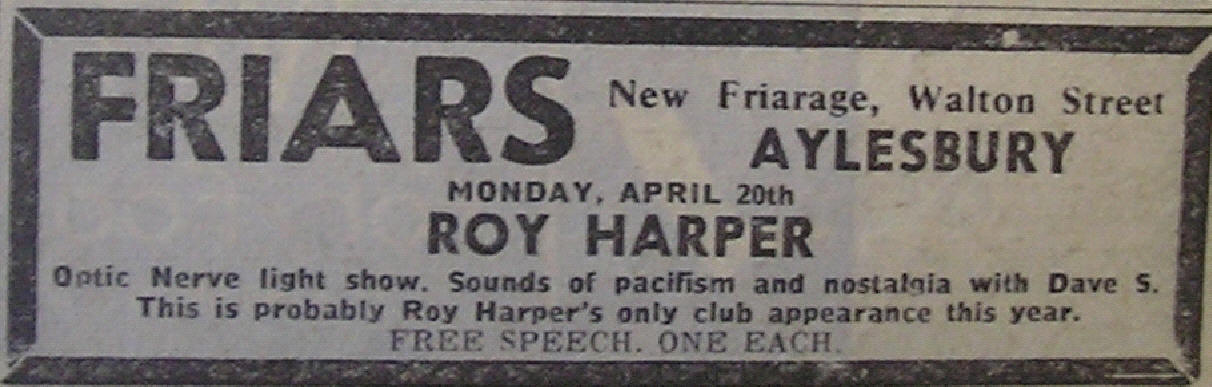 FRIARS New Friarage, Walton Street
AYLESBURY
MONDAY, APRIL 20th
ROY HARPER
Optic Nerve light show. Sounds of pacifism and nostalgia with Dave S.
This is probably Roy Harper's only club appearance this year.
FREE SPEECH. ONE EACH.